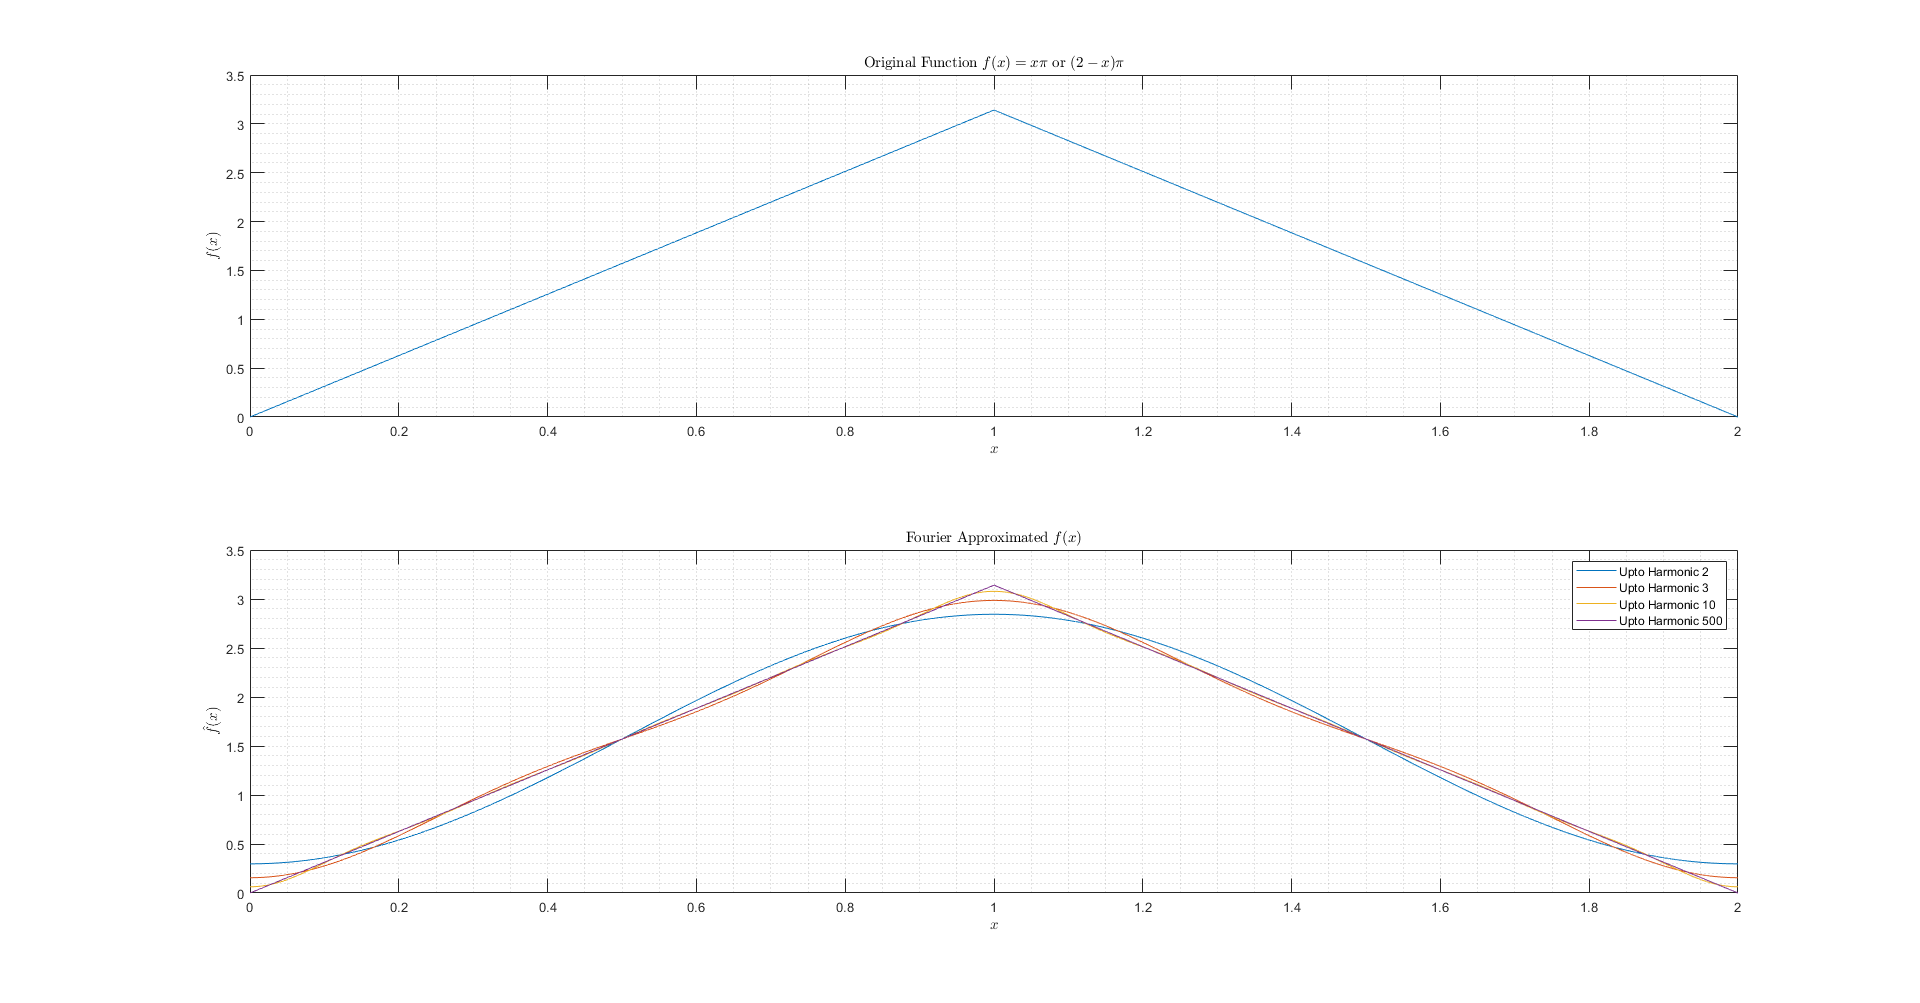 Original Function f(x) = xπ or (2 − x)π
3.5
3
2.5
2
1.5
1
0.5
0
f(x)
0 0.2 0.4 0.6 0.8 1 1.2 1.4 1.6 1.8 2
x
Fourier Approximated f(x)
3.5
3
2.5
2
1.5
1
0.5
0
f̂(x)
Upto Harmonic 2
Upto Harmonic 3
Upto Harmonic 10
Upto Harmonic 500
0 0.2 0.4 0.6 0.8 1 1.2 1.4 1.6 1.8 2
x